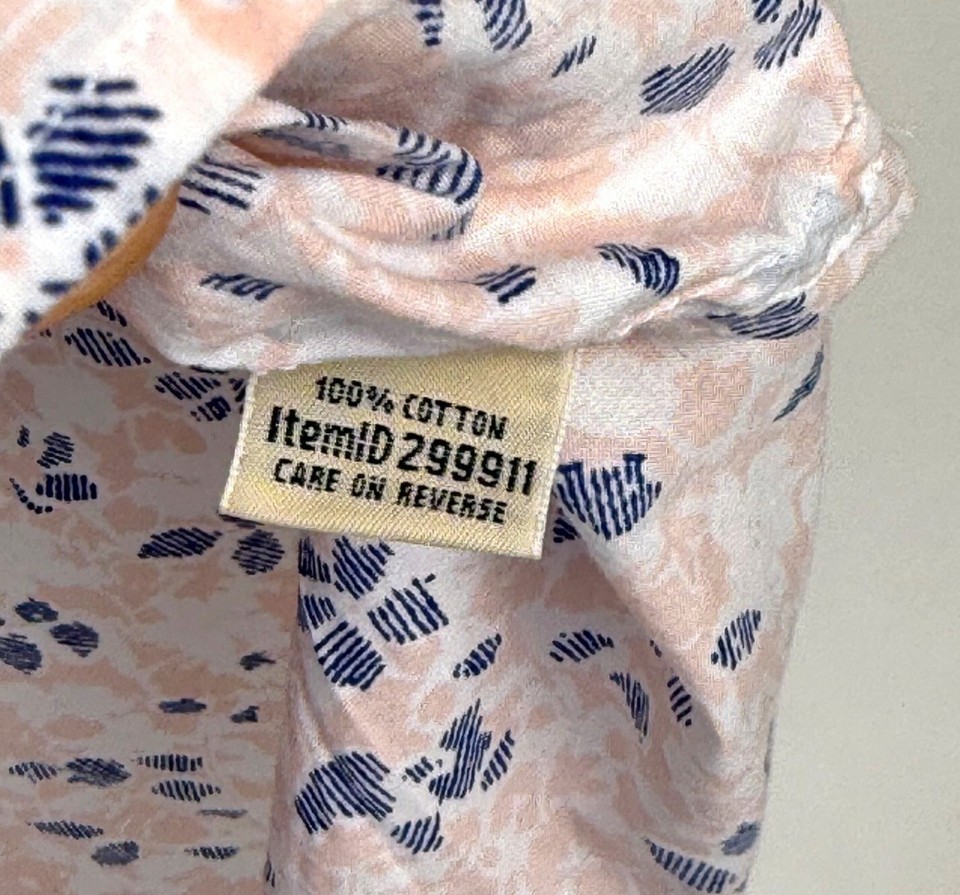 100% COTTON
ItemID 299911
CARE ON REVERSE